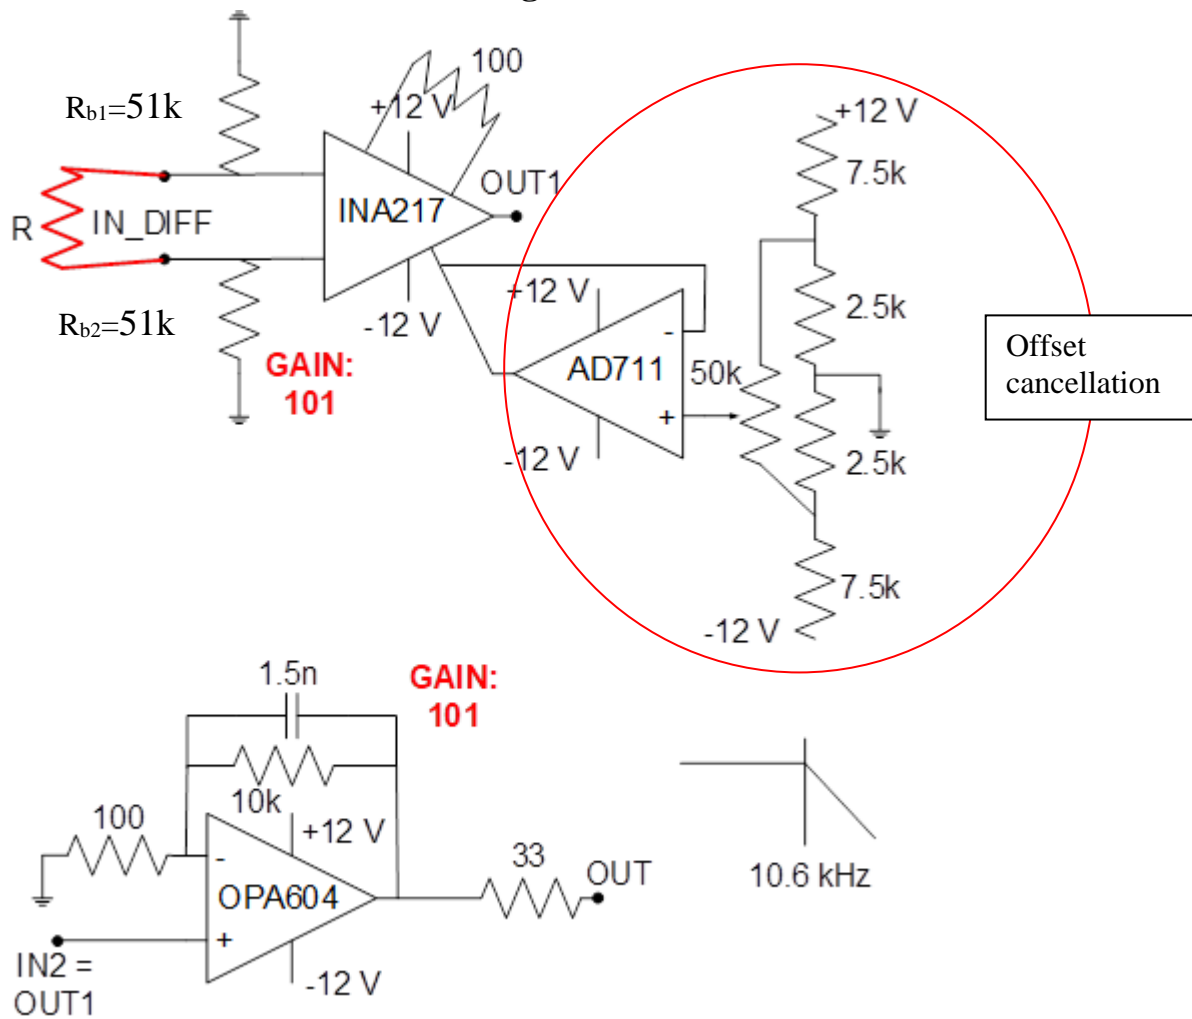 100
R_b1=51k
+12 V
+12 V
7.5k
OUT1
INA217
R
IN_DIFF
+12 V
2.5k
R_b2=51k
-12 V
-
AD711
50k
Offset
cancellation
GAIN:
101
+
-12 V
2.5k
7.5k
-12 V
1.5n
GAIN:
101
10k
100
+12 V
-
33
OUT
10.6 kHz
OPA604
+
IN2 =
OUT1
-12 V